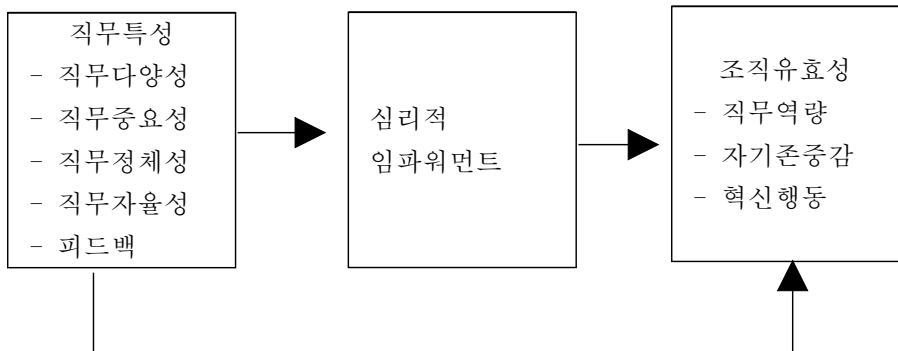 직무특성
- 직무다양성
- 직무중요성
- 직무정체성
- 직무자율성
- 피드백
심리적
임파워먼트
조직유효성
- 직무역량
- 자기존중감
- 혁신행동